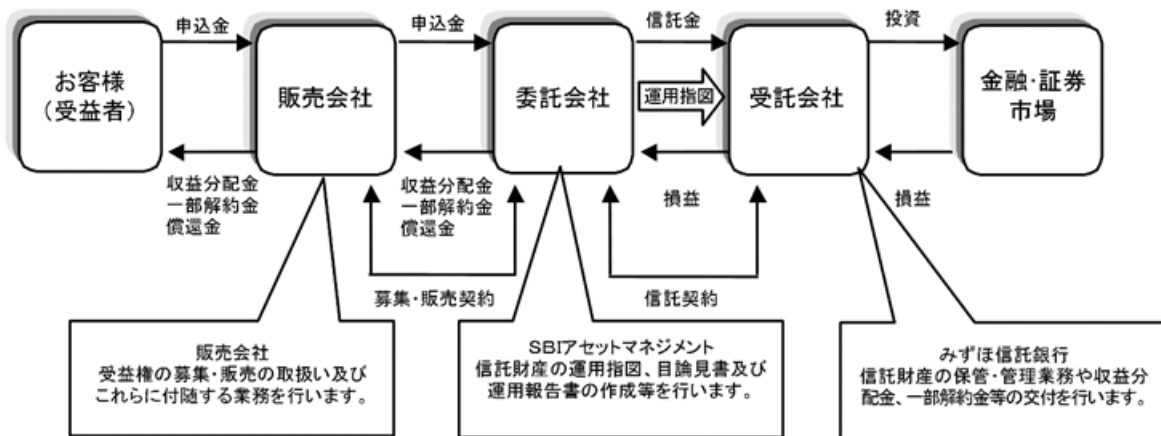 申込金
申込金
信託金
投資
お客様
(受益者)
販売会社
委託会社
運用指図
受託会社
金融・証券
市場
収益分配金
一部解約金
償還金
収益分配金
一部解約金
償還金
損益
損益
募集・販売契約
信託契約
販売会社
受益権の募集・販売の取扱い及び
これらに付随する業務を行います。
SBIアセットマネジメント
信託財産の運用指図、目論見書及び
運用報告書の作成等を行います。
みずほ信託銀行
信託財産の保管・管理業務や収益分
配金、一部解約金等の交付を行います。